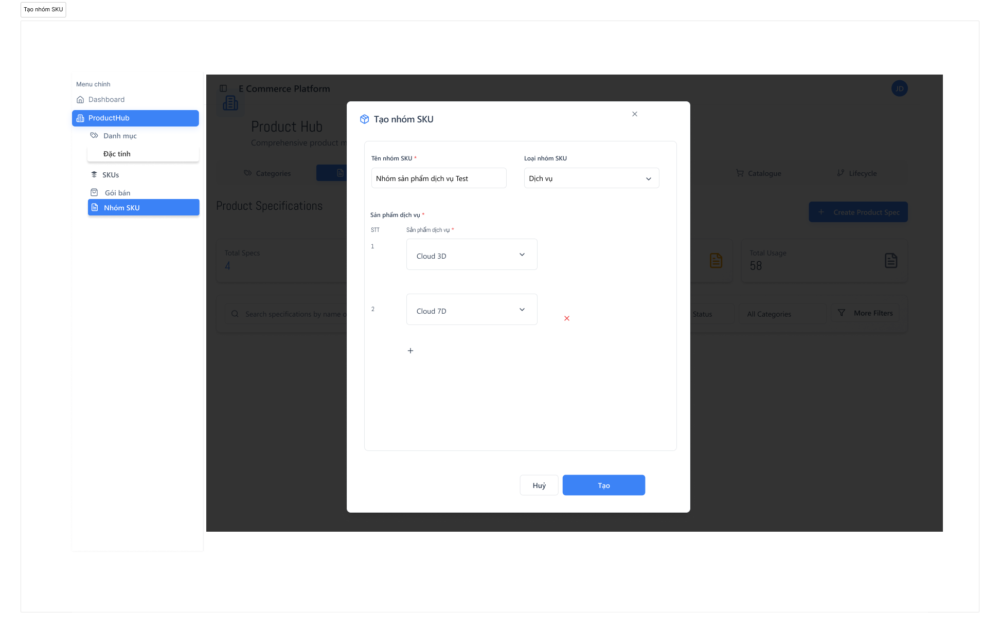 Tạo nhóm SKU
Menu chính
Dashboard
ProductHub
Danh mục
Đặc tính
SKUs
Gói bán
Nhóm SKU
E Commerce Platform
JD
Product Hub
Comprehensive product m
Categories
Catalogue
Lifecycle
Product Specifications
Create Product Spec
Total Specs
4
Total Usage
58
Search specifications by name o
Status
All Categories
More Filters
Tạo nhóm SKU
Tên nhóm SKU *
Loại nhóm SKU
Nhóm sản phẩm dịch vụ Test
Dịch vụ
Sản phẩm dịch vụ *
STT
Sản phẩm dịch vụ *
1
Cloud 3D
2
Cloud 7D
Huỷ
Tạo